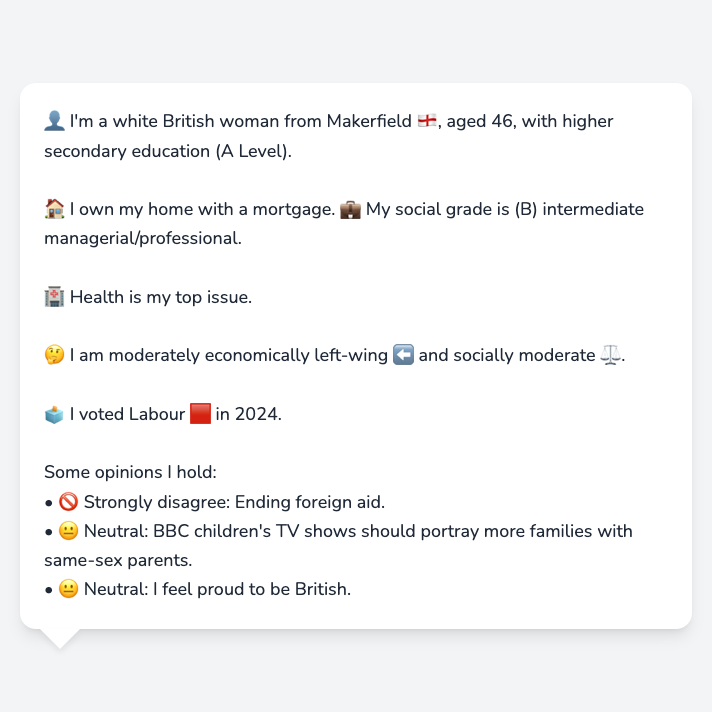 👤 I'm a white British woman from Makerfield 🏴󠁧󠁢󠁥󠁮󠁧󠁿, aged 46, with higher
secondary education (A Level).
🏠 I own my home with a mortgage. 💼 My social grade is (B) intermediate
managerial/professional.
🏥 Health is my top issue.
🤔 I am moderately economically left-wing ⬅️ and socially moderate ⚖️.
🗳️ I voted Labour 🟥 in 2024.
Some opinions I hold:
• 🚫 Strongly disagree: Ending foreign aid.
• 😐 Neutral: BBC children's TV shows should portray more families with
same-sex parents.
• 😐 Neutral: I feel proud to be British.